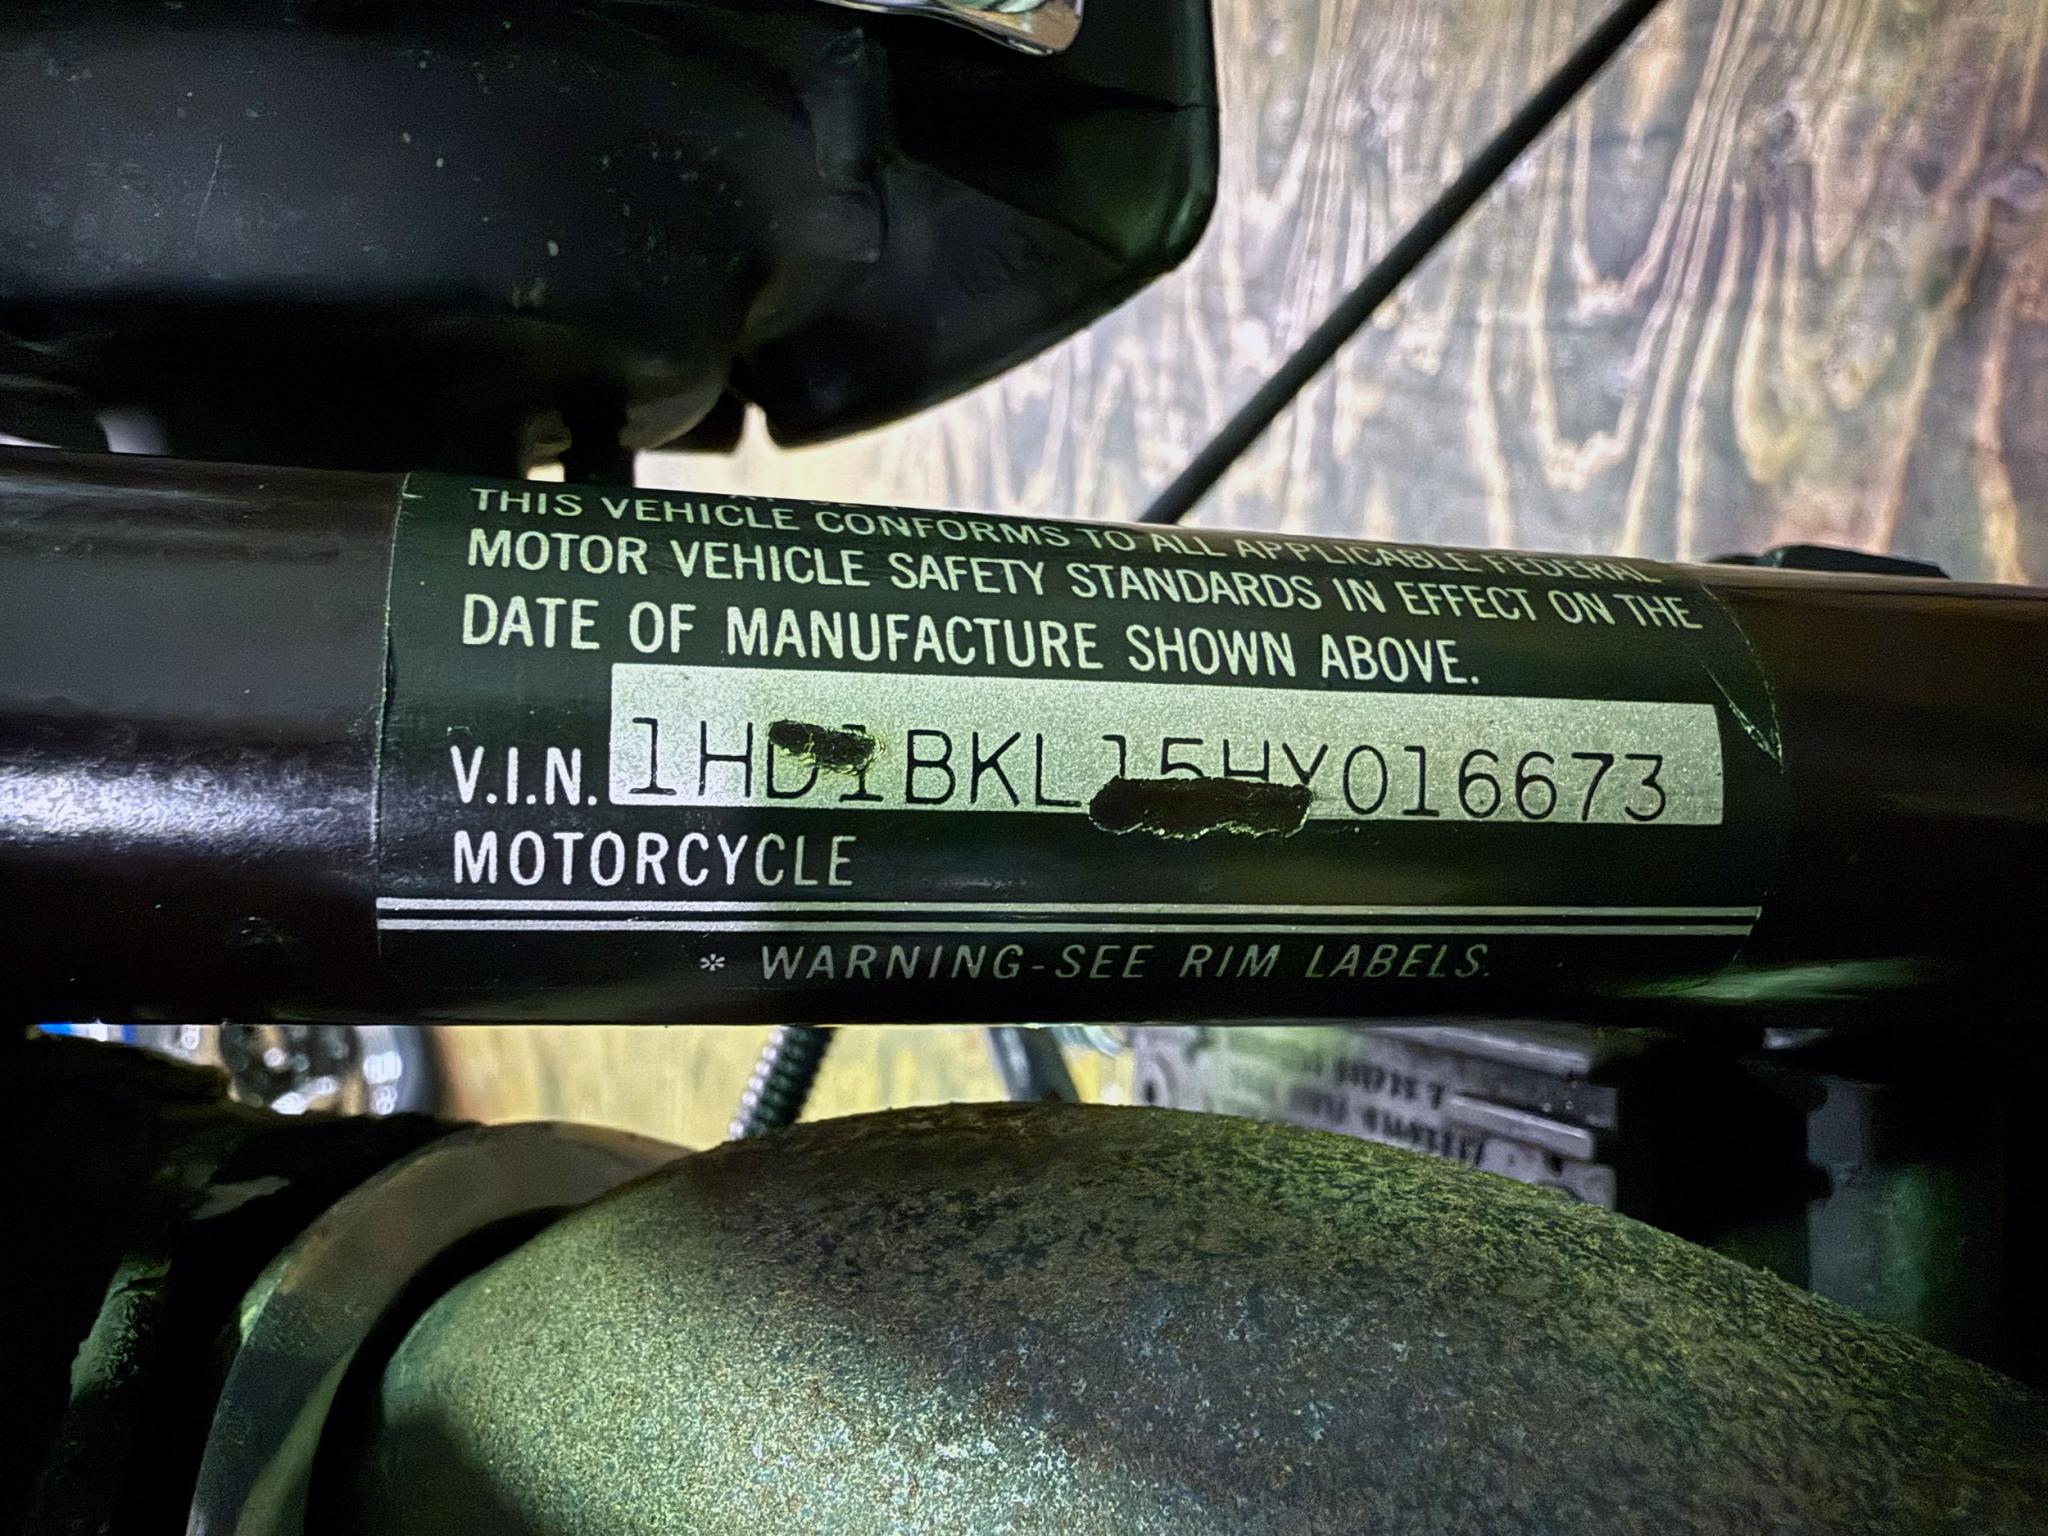 THIS VEHICLE CONFORMS TO ALL APPLICABLE FEDERAL
MOTOR VEHICLE SAFETY STANDARDS IN EFFECT ON THE
DATE OF MANUFACTURE SHOWN ABOVE.
V.I.N. 1HD1BKL15HY016673
MOTORCYCLE
* WARNING-SEE RIM LABELS.